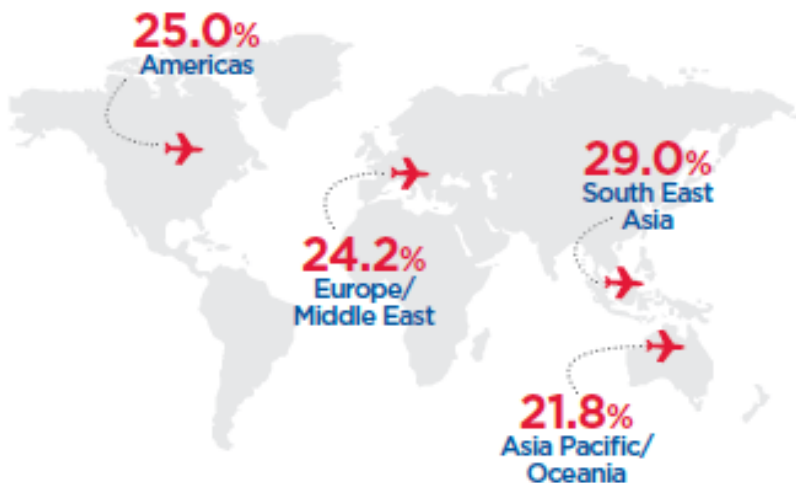 25.0%
Americas
29.0%
South East
Asia
24.2%
Europe/
Middle East
21.8%
Asia Pacific/
Oceania